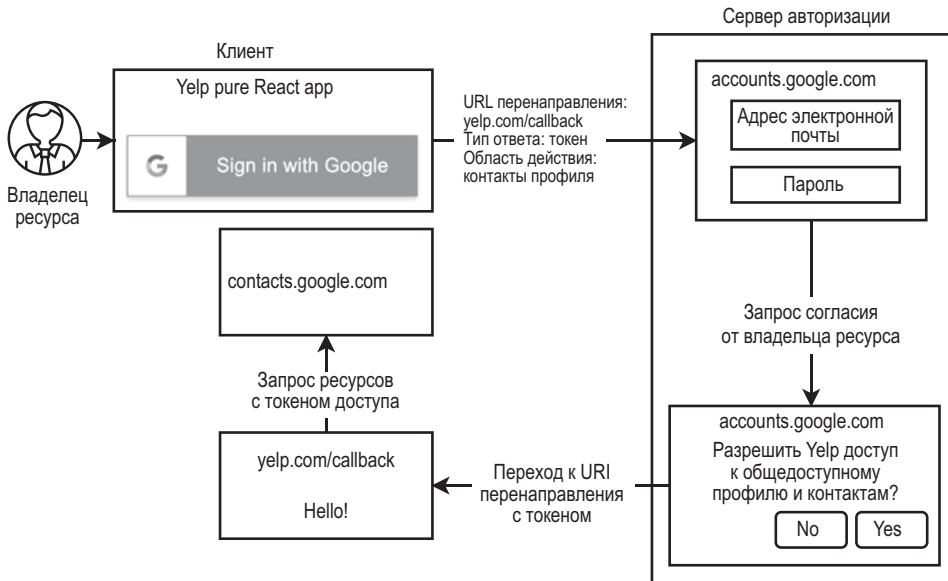 Сервер авторизации
Клиент
Yelp pure React app
G
Sign in with Google
Владелец
ресурса
URL перенаправления:
yelp.com/callback
Тип ответа: токен
Область действия:
контакты профиля
accounts.google.com
Адрес электронной
почты
Пароль
Запрос согласия
от владельца ресурса
accounts.google.com
Разрешить Yelp доступ
к общедоступному
профилю и контактам?
No
Yes
Переход к URI
перенаправления
с токеном
yelp.com/callback
Hello!
Запрос ресурсов
с токеном доступа
contacts.google.com